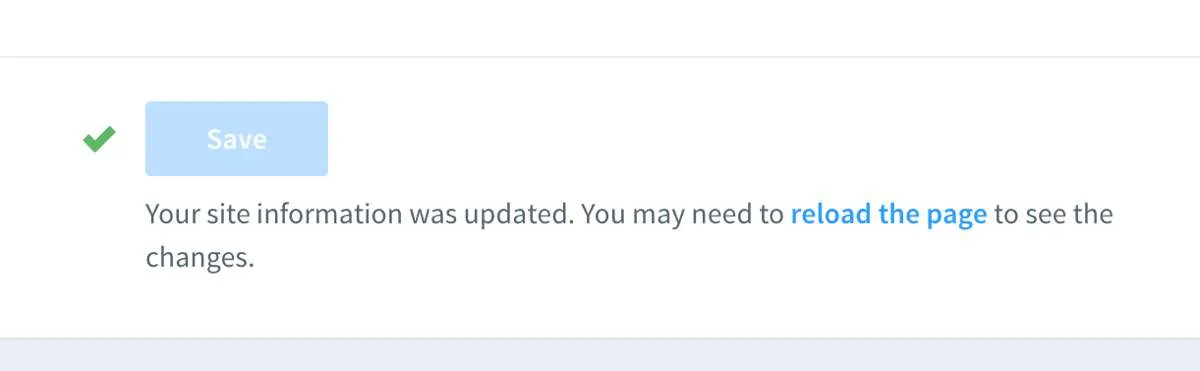 Save
Your site information was updated. You may need to reload the page to see the
changes.